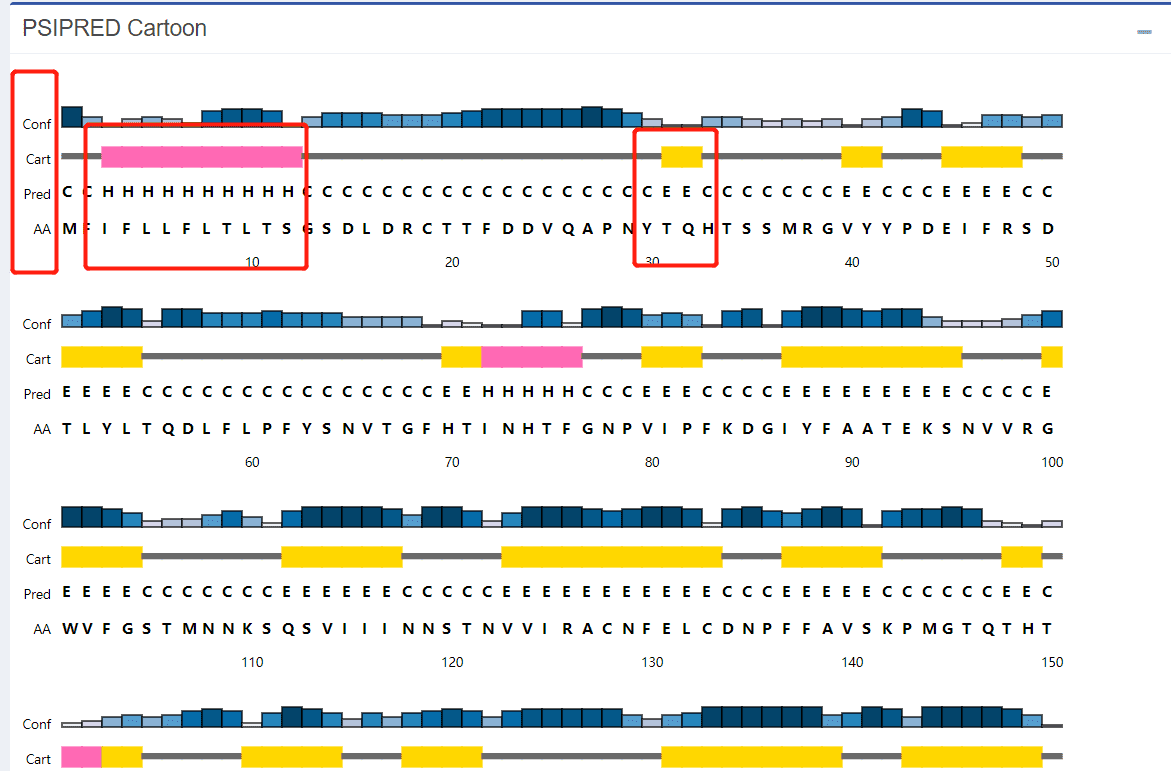 PSIPRED Cartoon
Conf
Cart
Pred C C H H H H H H H H H H C C C C C C C C C C C C C C C C C C E E C C C C C C C E E C C C E E E E C C
AA M F I F L L F L T L T S G S D L D R C T T F D D V Q A P N Y T Q H T S S M R G V Y Y P D E I F R S D
10 20 30 40 50
Conf
Cart
Pred E E E E C C C C C C C C C C C C C C C E E H H H H H C C C E E E C C C C E E E E E E E E E C C C C E
AA T L Y L T Q D L F L P F Y S N V T G F H T I N H T F G N P V I P F K D G I Y F A A T E K S N V V R G
60 70 80 90 100
Conf
Cart
Pred E E E E C C C C C C C E E E E E E C C C C C E E E E E E E E E E E C C C E E E E E C C C C C C E E C
AA W V F G S T M N N K S Q S V I I I N N S T N V V I R A C N F E L C D N P F F A V S K P M G T Q T H T
110 120 130 140 150
Conf
Cart